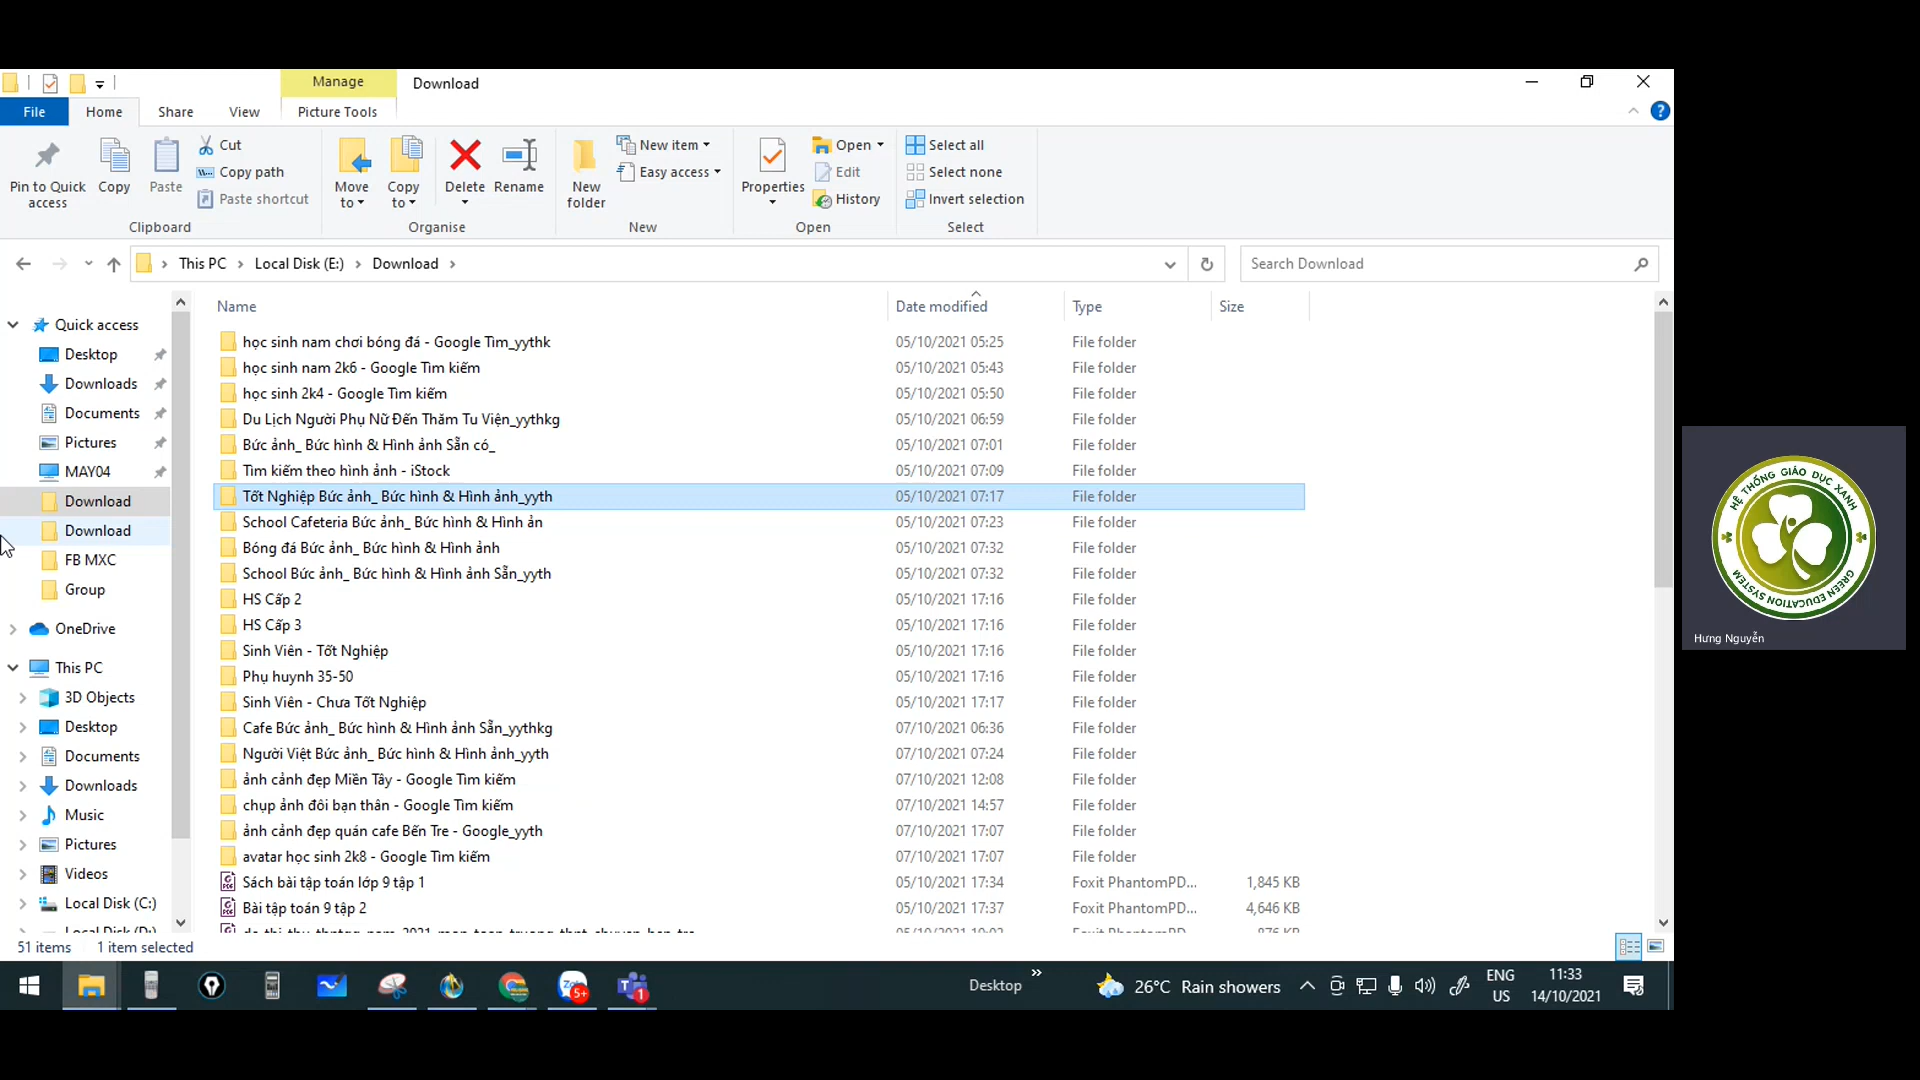 Manage
Download
File
Home
Share
View
Picture Tools
Pin to Quick access
Copy
Paste
Cut
Copy path
Paste shortcut
Clipboard
Move to
Copy to
Delete
Rename
Organise
New folder
New item
Easy access
New
Properties
Open
Edit
History
Open
Select all
Select none
Invert selection
Select
This PC
Local Disk (E:)
Download
Search Download
Quick access
Desktop
Downloads
Documents
Pictures
MAY04
Download
Download
FB MXC
Group
OneDrive
This PC
3D Objects
Desktop
Documents
Downloads
Music
Pictures
Videos
Local Disk (C:)
Local Disk (D:)
Name Date modified Type Size
học sinh nam chơi bóng đá - Google Tìm_yythk 05/10/2021 05:25 File folder
học sinh nam 2k6 - Google Tìm kiếm 05/10/2021 05:43 File folder
học sinh 2k4 - Google Tìm kiếm 05/10/2021 05:50 File folder
Du Lịch Người Phụ Nữ Đến Thăm Tu Viện_yythkg 05/10/2021 06:59 File folder
Bức ảnh_ Bức hình & Hình ảnh Sẵn có_ 05/10/2021 07:01 File folder
Tìm kiếm theo hình ảnh - iStock 05/10/2021 07:09 File folder
Tốt Nghiệp Bức ảnh_ Bức hình & Hình ảnh_yyth 05/10/2021 07:17 File folder
School Cafeteria Bức ảnh_ Bức hình & Hình ản 05/10/2021 07:23 File folder
Bóng đá Bức ảnh_ Bức hình & Hình ảnh 05/10/2021 07:32 File folder
School Bức ảnh_ Bức hình & Hình ảnh Sẵn_yyth 05/10/2021 07:32 File folder
HS Cấp 2 05/10/2021 17:16 File folder
HS Cấp 3 05/10/2021 17:16 File folder
Sinh Viên - Tốt Nghiệp 05/10/2021 17:16 File folder
Phụ huynh 35-50 05/10/2021 17:16 File folder
Sinh Viên - Chưa Tốt Nghiệp 05/10/2021 17:17 File folder
Cafe Bức ảnh_ Bức hình & Hình ảnh Sẵn_yythkg 07/10/2021 06:36 File folder
Người Việt Bức ảnh_ Bức hình & Hình ảnh_yyth 07/10/2021 07:24 File folder
ảnh cảnh đẹp Miền Tây - Google Tìm kiếm 07/10/2021 12:08 File folder
chụp ảnh đôi bạn thân - Google Tìm kiếm 07/10/2021 14:57 File folder
ảnh cảnh đẹp quán cafe Bến Tre - Google_yyth 07/10/2021 17:07 File folder
avatar học sinh 2k8 - Google Tìm kiếm 07/10/2021 17:07 File folder
Sách bài tập toán lớp 9 tập 1 05/10/2021 17:34 Foxit PhantomPD... 1,845 KB
Bài tập toán 9 tập 2 05/10/2021 17:37 Foxit PhantomPD... 4,646 KB
51 items 1 item selected
HỆ THỐNG GIÁO DỤC XANH
GREEN EDUCATION SYSTEM
Hưng Nguyễn
Desktop
26°C Rain showers
ENG
US
11:33
14/10/2021